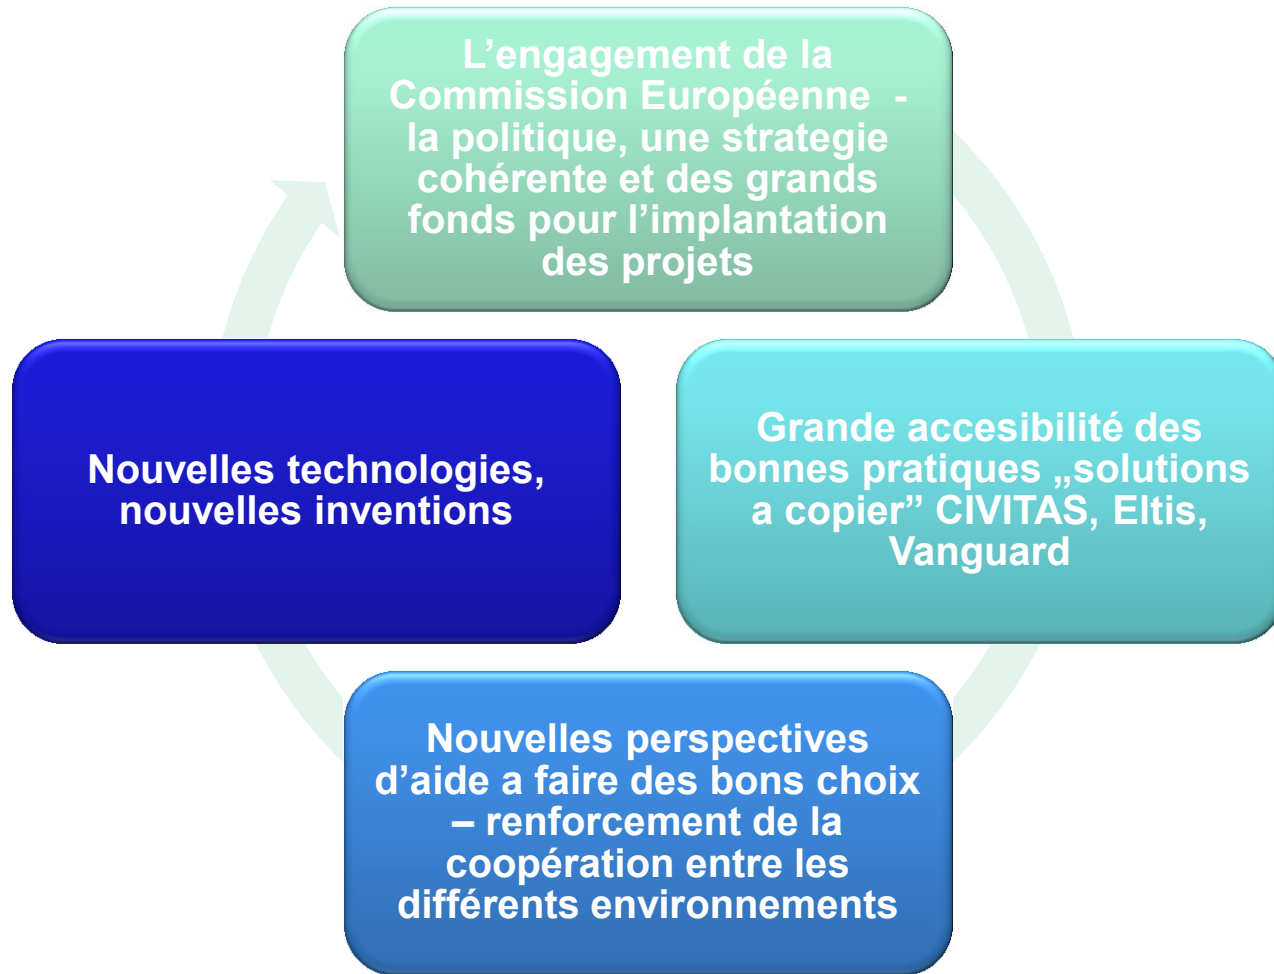 L’engagement de la
Commission Européenne  -
la politique, une strategie
cohérente et des grands
fonds pour l’implantation
des projets
Nouvelles technologies,
nouvelles inventions
Grande accesibilité des
bonnes pratiques „solutions
a copier” CIVITAS, Eltis,
Vanguard
Nouvelles perspectives
d’aide a faire des bons choix
– renforcement de la
coopération entre les
différents environnements